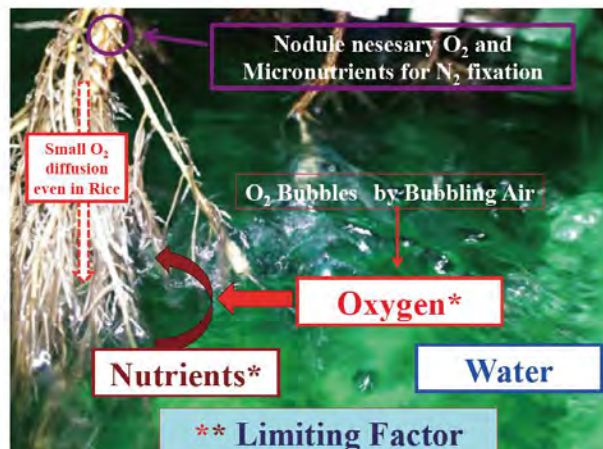 Nodule nesesary O₂ and
Micronutrients for N₂ fixation
Small O₂
diffusion
even in Rice
O₂ Bubbles by Bubbling Air
Oxygen*
Nutrients*
Water
** Limiting Factor